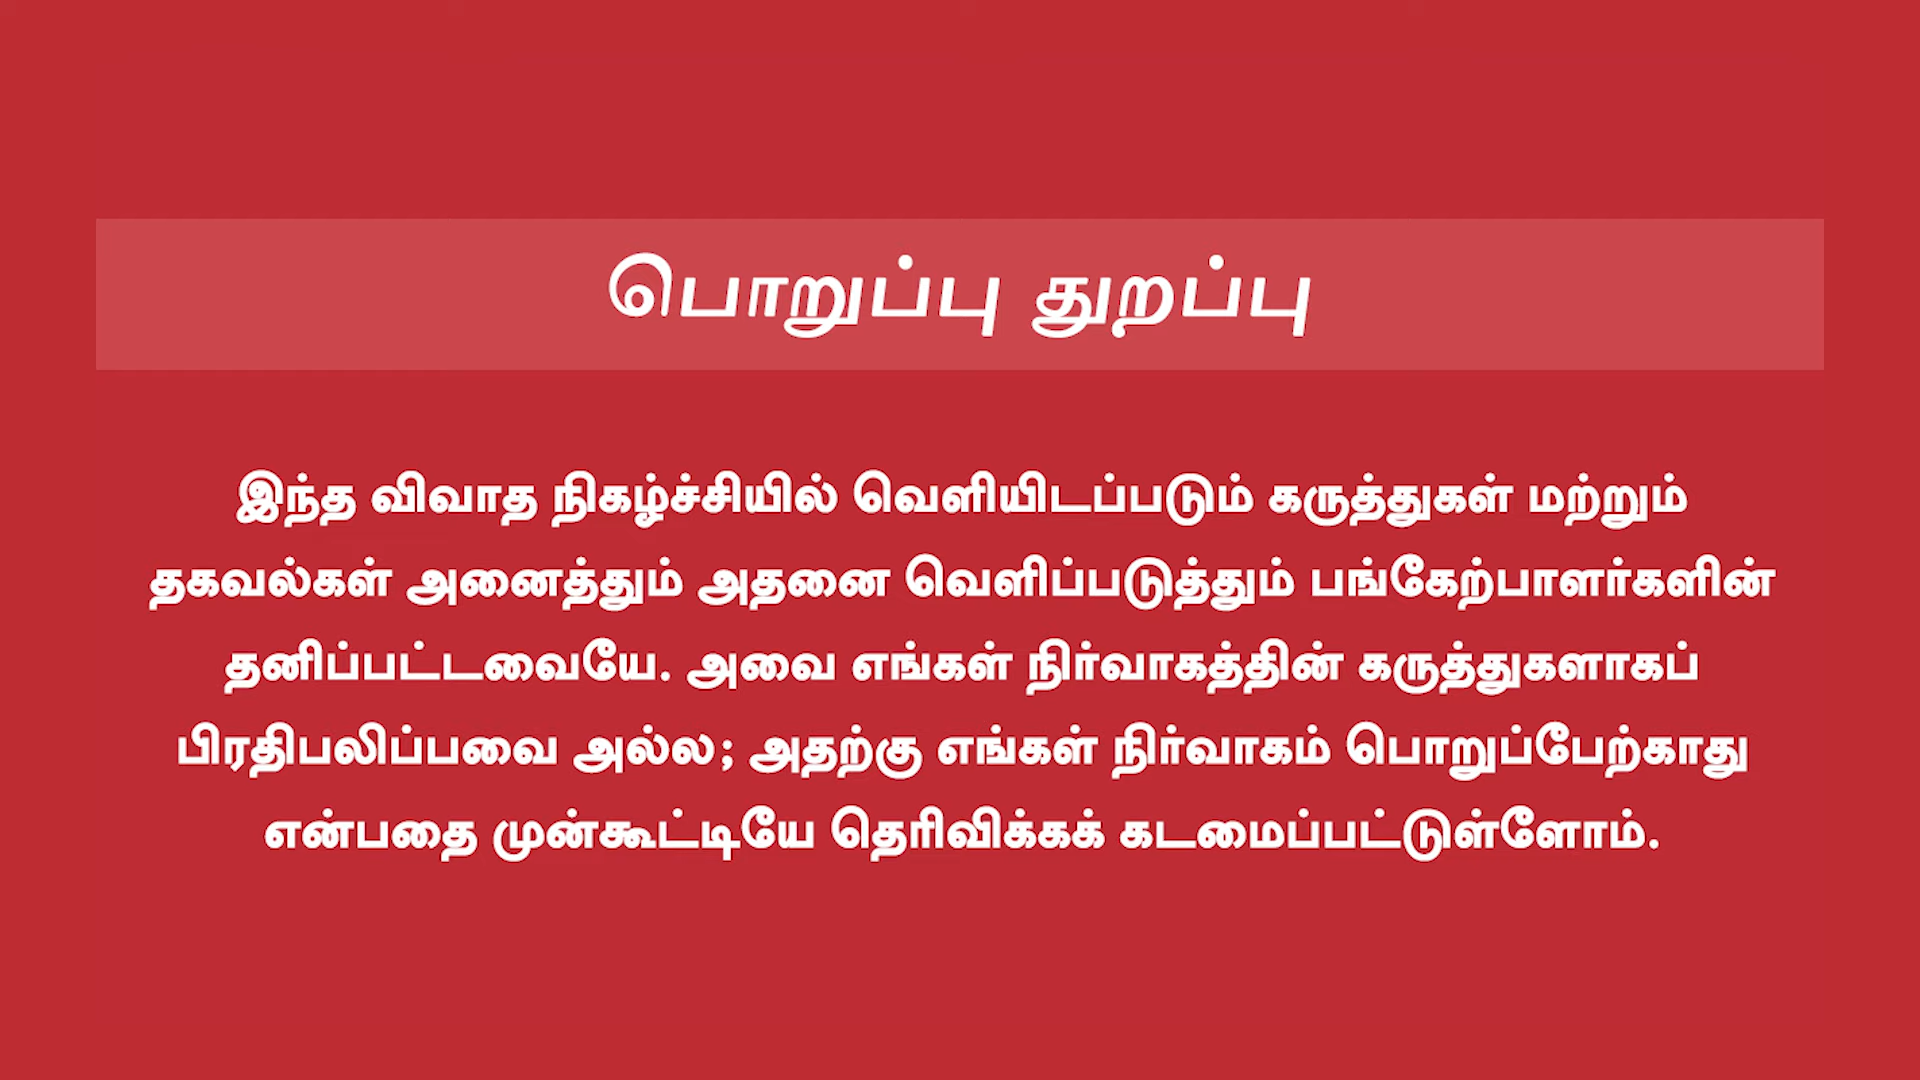 பொறுப்பு துறப்பு
இந்த விவாத நிகழ்ச்சியில் வெளியிடப்படும் கருத்துகள் மற்றும்
தகவல்கள் அனைத்தும் அதனை வெளிப்படுத்தும் பங்கேற்பாளர்களின்
தனிப்பட்டவையே. அவை எங்கள் நிர்வாகத்தின் கருத்துகளாகப்
பிரதிபலிப்பவை அல்ல; அதற்கு எங்கள் நிர்வாகம் பொறுப்பேற்காது
என்பதை முன்கூட்டியே தெரிவிக்கக் கடமைப்பட்டுள்ளோம்.